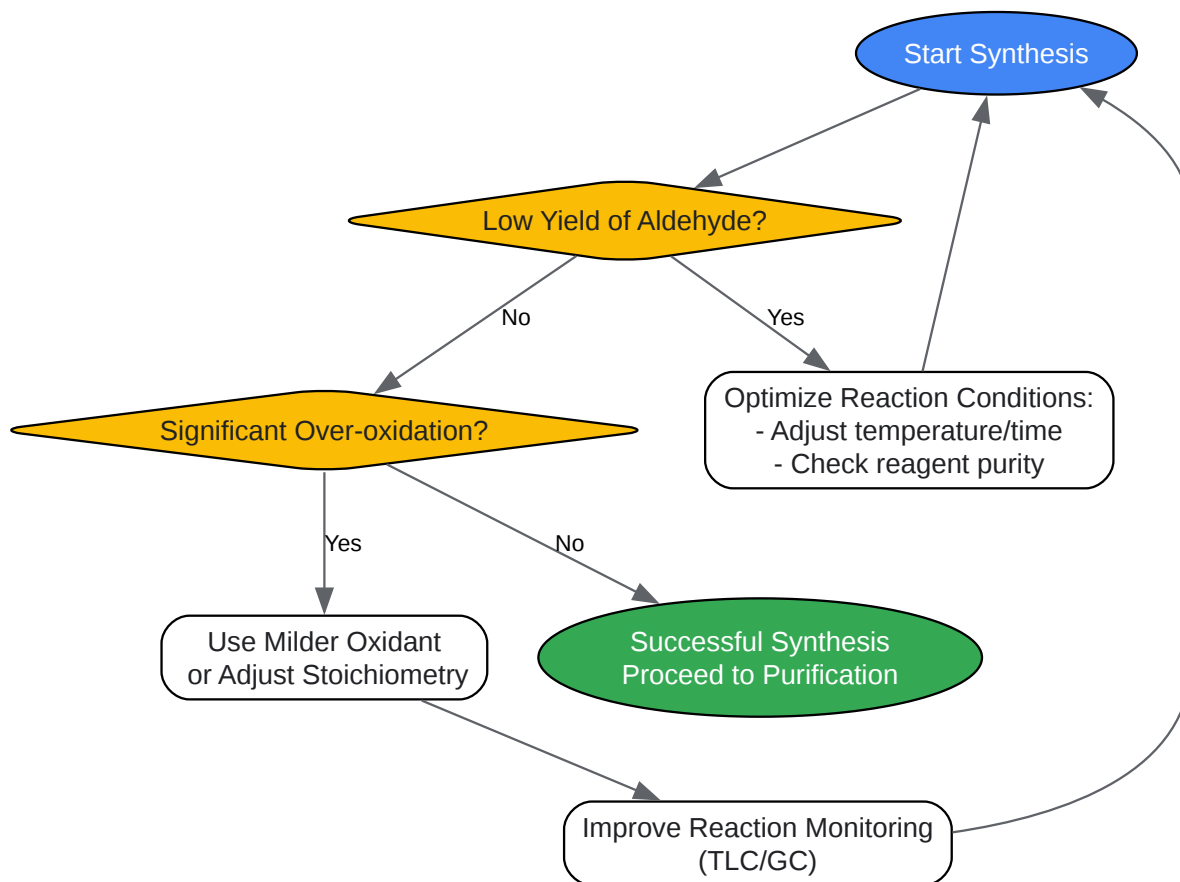 Start Synthesis
Low Yield of Aldehyde?
No
Yes
Optimize Reaction Conditions:
- Adjust temperature/time
- Check reagent purity
Significant Over-oxidation?
Yes
No
Use Milder Oxidant
or Adjust Stoichiometry
Successful Synthesis
Proceed to Purification
Improve Reaction Monitoring
(TLC/GC)